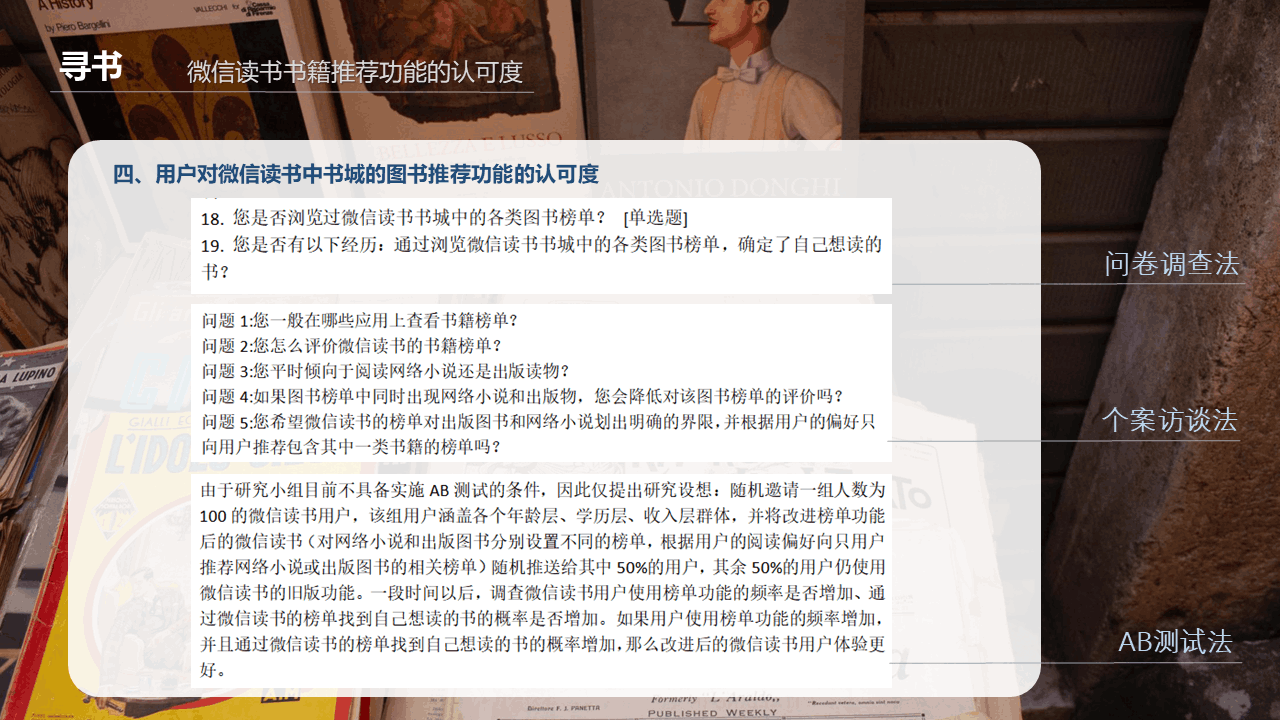 A History
by Piero Bargellini
VALLECCHI
寻书
微信读书书籍推荐功能的认可度
BELLEZZA E LUSSO
四、用户对微信读书中书城的图书推荐功能的认可度
ANTONIO DONGHI
18. 您是否浏览过微信读书书城中的各类图书榜单？ [单选题]
19. 您是否有以下经历：通过浏览微信读书书城中的各类图书榜单，确定了自己想读的
书？
问卷调查法
问题 1:您一般在哪些应用上查看书籍榜单？
问题 2:您怎么评价微信读书的书籍榜单？
问题 3:您平时倾向于阅读网络小说还是出版读物？
问题 4:如果图书榜单中同时出现网络小说和出版物，您会降低对该图书榜单的评价吗？
问题 5:您希望微信读书的榜单对出版图书和网络小说划出明确的界限，并根据用户的偏好只
向用户推荐包含其中一类书籍的榜单吗？
个案访谈法
由于研究小组目前不具备实施 AB 测试的条件，因此仅提出研究设想：随机邀请一组人数为
100 的微信读书用户，该组用户涵盖各个年龄层、学历层、收入层群体，并将改进榜单功能
后的微信读书（对网络小说和出版图书分别设置不同的榜单，根据用户的阅读偏好向只用户
推荐网络小说或出版图书的相关榜单）随机推送给其中 50%的用户，其余 50%的用户仍使用
微信读书的旧版功能。一段时间以后，调查微信读书用户使用榜单功能的频率是否增加、通
过微信读书的榜单找到自己想读的书的概率是否增加。如果用户使用榜单功能的频率增加，
并且通过微信读书的榜单找到自己想读的书的概率增加，那么改进后的微信读书用户体验更
好。
AB测试法
A LUPINO
Direttore F. J. PANETTA
Formerly "L'Araldo,,
PUBLISHED WEEKLY